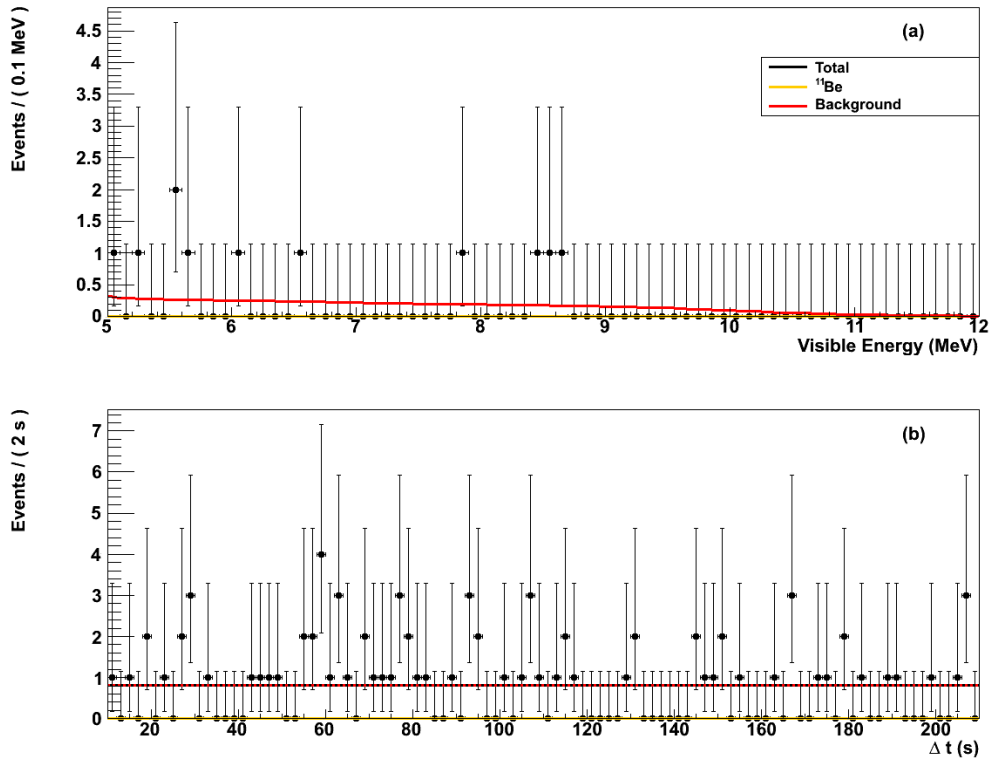 Events / ( 0.1 MeV )
4.5
4
3.5
3
2.5
2
1.5
1
0.5
0
(a)
Total
¹¹Be
Background
5 6 7 8 9 10 11 12
Visible Energy (MeV)
Events / ( 2 s )
7
6
5
4
3
2
1
0
(b)
20 40 60 80 100 120 140 160 180 200
Δ t (s)